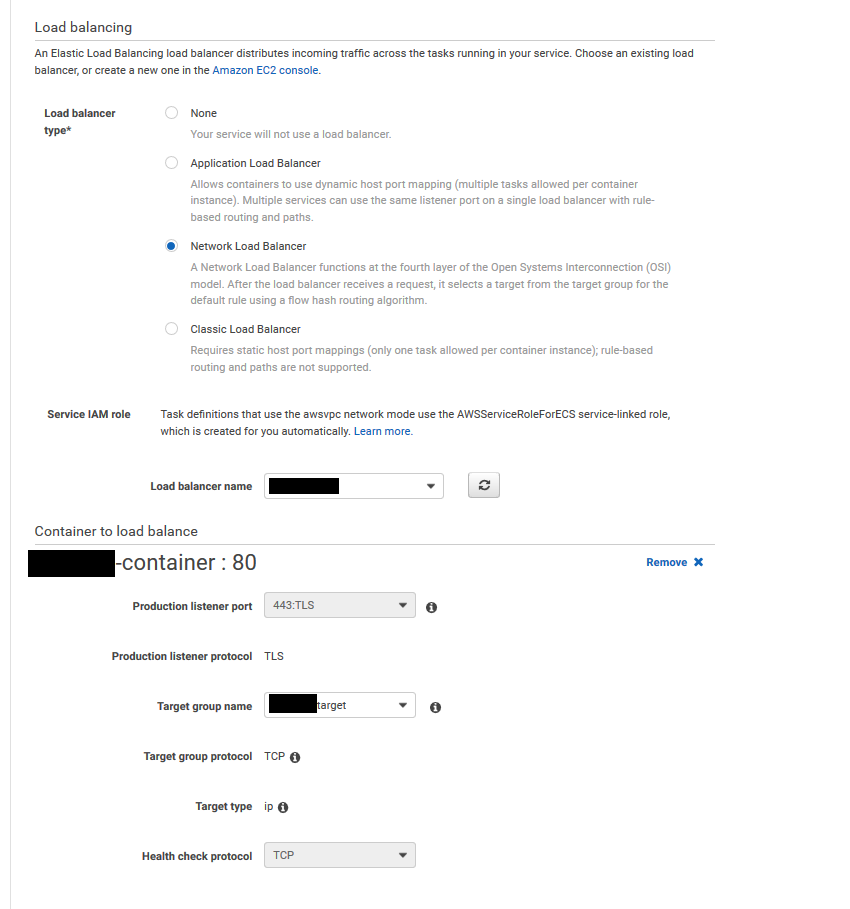 Load balancing
An Elastic Load Balancing load balancer distributes incoming traffic across the tasks running in your service. Choose an existing load
balancer, or create a new one in the Amazon EC2 console.
Load balancer
type*
None
Your service will not use a load balancer.
Application Load Balancer
Allows containers to use dynamic host port mapping (multiple tasks allowed per container
instance). Multiple services can use the same listener port on a single load balancer with rule-
based routing and paths.
Network Load Balancer
A Network Load Balancer functions at the fourth layer of the Open Systems Interconnection (OSI)
model. After the load balancer receives a request, it selects a target from the target group for the
default rule using a flow hash routing algorithm.
Classic Load Balancer
Requires static host port mappings (only one task allowed per container instance); rule-based
routing and paths are not supported.
Service IAM role
Task definitions that use the awsvpc network mode use the AWSServiceRoleForECS service-linked role,
which is created for you automatically. Learn more.
Load balancer name
Container to load balance
-container : 80
Remove
Production listener port 443:TLS
Production listener protocol TLS
Target group name target
Target group protocol TCP
Target type ip
Health check protocol TCP